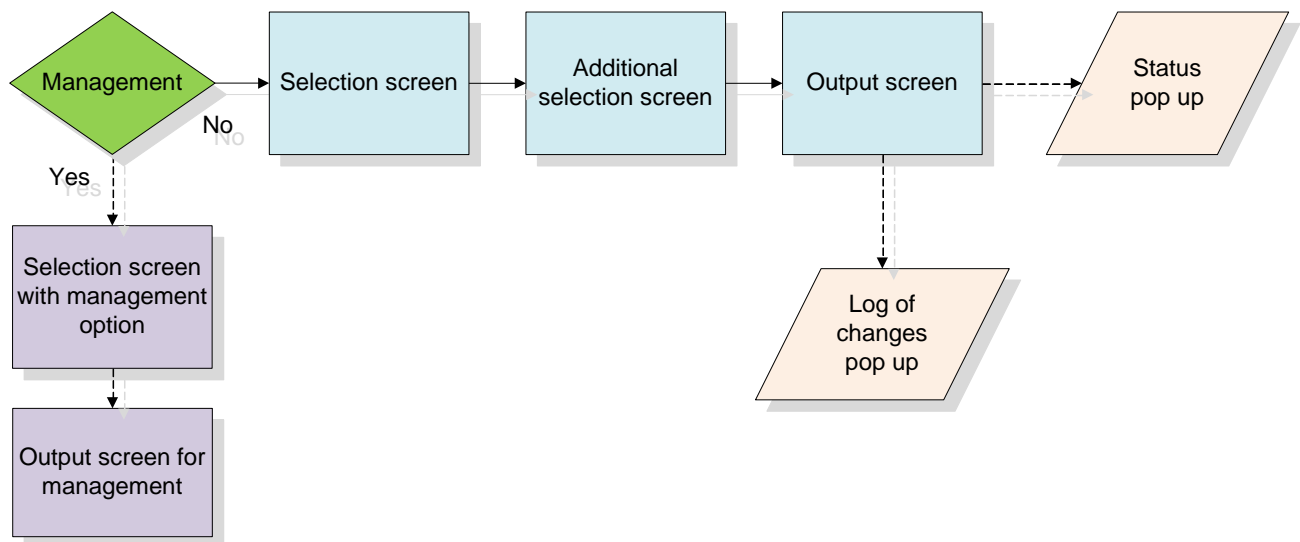 Management
No
Yes
Selection screen
Additional
selection screen
Output screen
Status
pop up
Selection screen
with management
option
Log of
changes
pop up
Output screen for
management